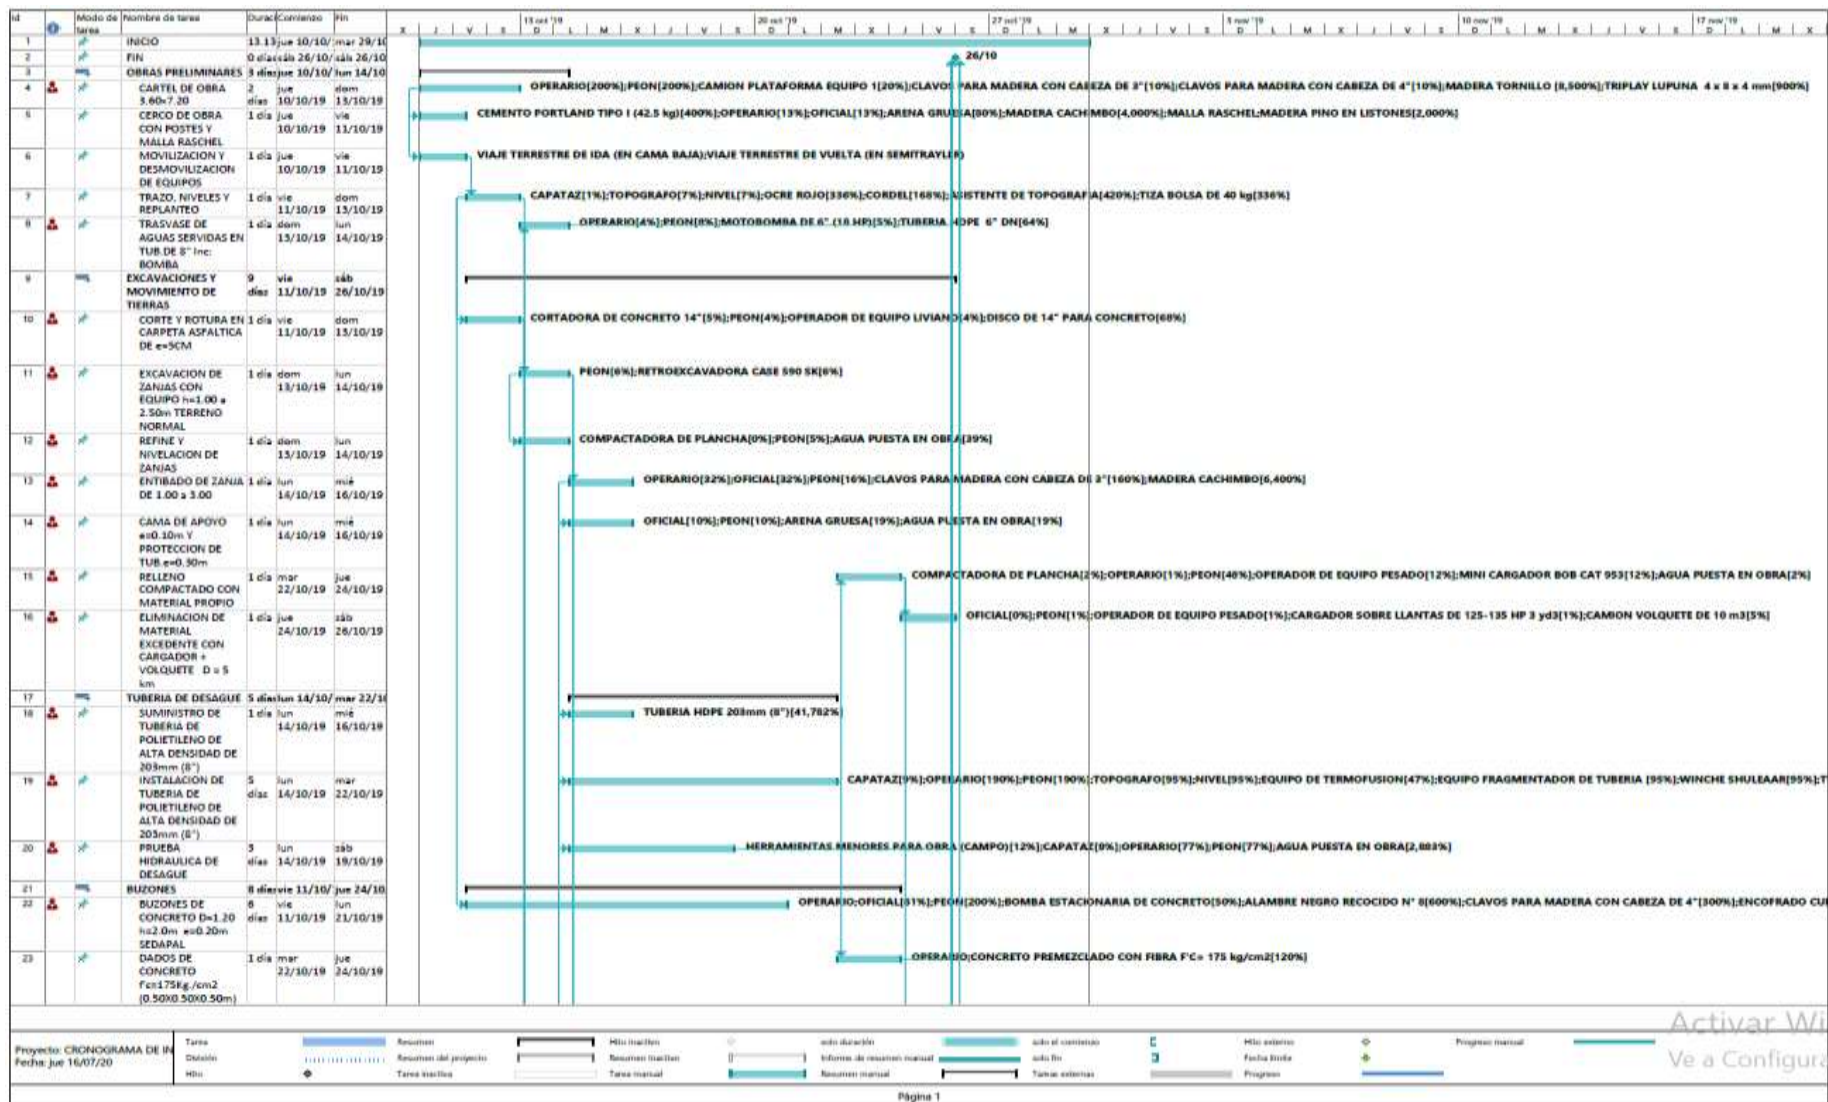 Id Modo de tarea Nombre de tarea Duraci Comienzo Fin
13 oct '19 20 oct '19 27 oct '19 3 nov '19 10 nov '19 17 nov '19
X J V S D L M X J V S D L M X J V S D L M X J V S D L M X J V S D L M X
1 INICIO 13.13 jue 10/10/ mar 29/10
2 FIN 0 días sáb 26/10/ sáb 26/10
26/10
3 OBRAS PRELIMINARES 3 días jue 10/10/ lun 14/10
4 CARTEL DE OBRA 2 jue dom
3.60x7.20 días 10/10/19 13/10/19
OPERARIO[200%];PEON[200%];CAMION PLATAFORMA EQUIPO 1[20%];CLAVOS PARA MADERA CON CABEZA DE 3"[10%];CLAVOS PARA MADERA CON CABEZA DE 4"[10%];MADERA TORNILLO [8,500%];TRIPLAY LUPUNA 4 x 8 x 4 mm[900%]
5 CERCO DE OBRA 1 día jue vie
CON POSTES Y 10/10/19 11/10/19
MALLA RASCHEL
CEMENTO PORTLAND TIPO I (42.5 kg)[400%];OPERARIO[13%];OFICIAL[13%];ARENA GRUESA[80%];MADERA CACHIMBO[4,000%];MALLA RASCHEL;MADERA PINO EN LISTONES[2,000%]
6 MOVILIZACION Y 1 día jue vie
DESMOVILIZACION 10/10/19 11/10/19
DE EQUIPOS
VIAJE TERRESTRE DE IDA (EN CAMA BAJA);VIAJE TERRESTRE DE VUELTA (EN SEMITRAYLER)
7 TRAZO, NIVELES Y 1 día vie dom
REPLANTEO 11/10/19 13/10/19
CAPATAZ[1%];TOPOGRAFO[7%];NIVEL[7%];OCRE ROJO[336%];CORDEL[168%];ASISTENTE DE TOPOGRAFIA[420%];TIZA BOLSA DE 40 kg[336%]
8 TRASVASE DE 1 día dom lun
AGUAS SERVIDAS EN 13/10/19 14/10/19
TUB.DE 8" Inc:
BOMBA
OPERARIO[4%];PEON[8%];MOTOBOMBA DE 6" (18 HP)[5%];TUBERIA HDPE 6" DN[64%]
9 EXCAVACIONES Y 9 vie sáb
MOVIMIENTO DE días 11/10/19 26/10/19
TIERRAS
10 CORTE Y ROTURA EN 1 día vie dom
CARPETA ASFALTICA 11/10/19 13/10/19
DE e=5CM
CORTADORA DE CONCRETO 14"[5%];PEON[4%];OPERADOR DE EQUIPO LIVIANO[4%];DISCO DE 14" PARA CONCRETO[68%]
11 EXCAVACION DE 1 día dom lun
ZANJAS CON 13/10/19 14/10/19
EQUIPO h=1.00 a
2.50m TERRENO
NORMAL
PEON[6%];RETROEXCAVADORA CASE 590 SK[6%]
12 REFINE Y 1 día dom lun
NIVELACION DE 13/10/19 14/10/19
ZANJAS
COMPACTADORA DE PLANCHA[0%];PEON[5%];AGUA PUESTA EN OBRA[39%]
13 ENTIBADO DE ZANJA 1 día lun mié
DE 1.00 a 3.00 14/10/19 16/10/19
OPERARIO[32%];OFICIAL[32%];PEON[16%];CLAVOS PARA MADERA CON CABEZA DE 3"[160%];MADERA CACHIMBO[6,400%]
14 CAMA DE APOYO 1 día lun mié
e=0.10m Y 14/10/19 16/10/19
PROTECCION DE
TUB.e=0.30m
OFICIAL[10%];PEON[10%];ARENA GRUESA[19%];AGUA PUESTA EN OBRA[19%]
15 RELLENO 1 día mar jue
COMPACTADO CON 22/10/19 24/10/19
MATERIAL PROPIO
COMPACTADORA DE PLANCHA[2%];OPERARIO[1%];PEON[48%];OPERADOR DE EQUIPO PESADO[12%];MINI CARGADOR BOB CAT 953[12%];AGUA PUESTA EN OBRA[2%]
16 ELIMINACION DE 1 día jue sáb
MATERIAL 24/10/19 26/10/19
EXCEDENTE CON
CARGADOR +
VOLQUETE D = 5
km
OFICIAL[0%];PEON[1%];OPERADOR DE EQUIPO PESADO[1%];CARGADOR SOBRE LLANTAS DE 125-135 HP 3 yd3[1%];CAMION VOLQUETE DE 10 m3[5%]
17 TUBERIA DE DESAGUE 5 días lun 14/10/ mar 22/10
18 SUMINISTRO DE 1 día lun mié
TUBERIA DE 14/10/19 16/10/19
POLIETILENO DE
ALTA DENSIDAD DE
203mm (8")
TUBERIA HDPE 203mm (8")[41,782%]
19 INSTALACION DE 5 lun mar
TUBERIA DE días 14/10/19 22/10/19
POLIETILENO DE
ALTA DENSIDAD DE
203mm (8")
CAPATAZ[9%];OPERARIO[190%];PEON[190%];TOPOGRAFO[95%];NIVEL[95%];EQUIPO DE TERMOFUSION[47%];EQUIPO FRAGMENTADOR DE TUBERIA [95%];WINCHE SHULEAAR[95%];T
20 PRUEBA 3 lun sáb
HIDRAULICA DE días 14/10/19 19/10/19
DESAGUE
HERRAMIENTAS MENORES PARA OBRA (CAMPO)[12%];CAPATAZ[8%];OPERARIO[77%];PEON[77%];AGUA PUESTA EN OBRA[2,883%]
21 BUZONES 8 días vie 11/10/ jue 24/10
22 BUZONES DE 6 vie lun
CONCRETO D=1.20 días 11/10/19 21/10/19
h=2.0m e=0.20m
SEDAPAL
OPERARIO;OFICIAL[81%];PEON[200%];BOMBA ESTACIONARIA DE CONCRETO[50%];ALAMBRE NEGRO RECOCIDO N° 8[600%];CLAVOS PARA MADERA CON CABEZA DE 4"[300%];ENCOFRADO CU
23 DADOS DE 1 día mar jue
CONCRETO 22/10/19 24/10/19
f'c=175Kg./cm2
(0.50X0.50X0.50m)
OPERARIO;CONCRETO PREMEZCLADO CON FIBRA F'C= 175 kg/cm2[120%]
Activar Wi
Ve a Configura
Proyecto: CRONOGRAMA DE IN
Fecha: jue 16/07/20
Tarea Resumen Hito inactivo solo duración solo el comienzo Hito externo Progreso manual
División Resumen del proyecto Resumen inactivo Informe de resumen manual solo fin Fecha límite
Hito Tarea inactiva Tarea manual Resumen manual Tareas externas Progreso
Página 1